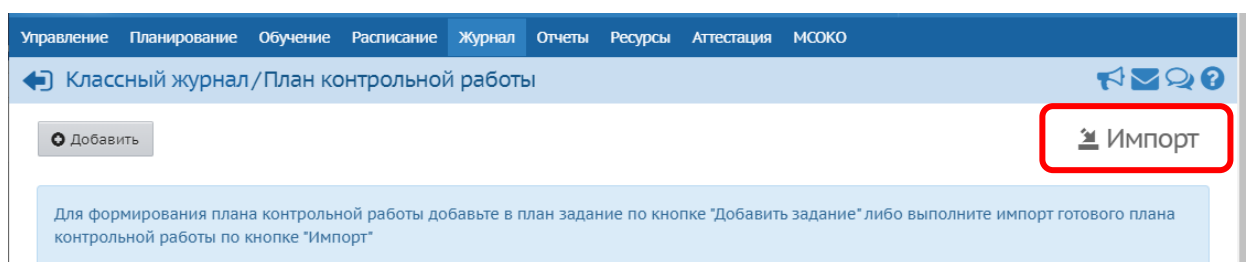 Управление Планирование Обучение Расписание Журнал Отчеты Ресурсы Аттестация МСОКО
Классный журнал/План контрольной работы
Добавить
Импорт
Для формирования плана контрольной работы добавьте в план задание по кнопке "Добавить задание" либо выполните импорт готового плана
контрольной работы по кнопке "Импорт"